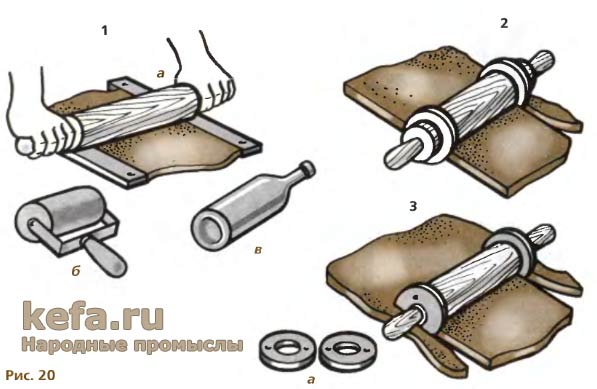 1
2
а
б
в
3
kefa.ru
Народные промыслы
а
Рис. 20